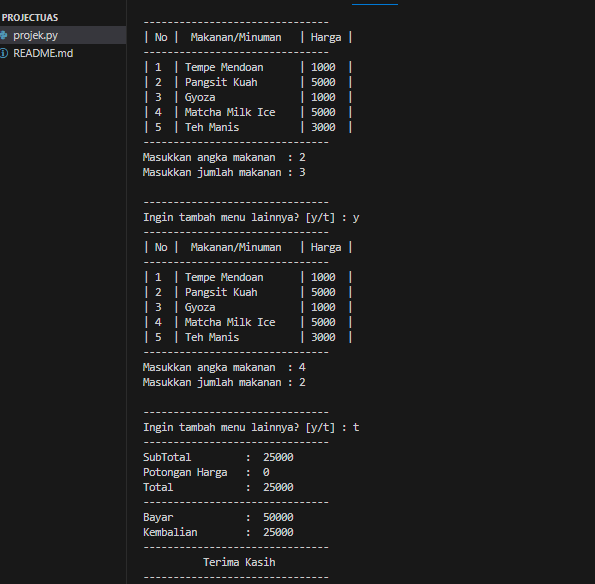 PROJECTUAS
projek.py
README.md
-------------------------------
| No |  Makanan/Minuman   | Harga |
-------------------------------
| 1  | Tempe Mendoan      | 1000  |
| 2  | Pangsit Kuah       | 5000  |
| 3  | Gyoza              | 1000  |
| 4  | Matcha Milk Ice    | 5000  |
| 5  | Teh Manis          | 3000  |
-------------------------------
Masukkan angka makanan  : 2
Masukkan jumlah makanan : 3
-------------------------------
Ingin tambah menu lainnya? [y/t] : y
-------------------------------
| No |  Makanan/Minuman   | Harga |
-------------------------------
| 1  | Tempe Mendoan      | 1000  |
| 2  | Pangsit Kuah       | 5000  |
| 3  | Gyoza              | 1000  |
| 4  | Matcha Milk Ice    | 5000  |
| 5  | Teh Manis          | 3000  |
-------------------------------
Masukkan angka makanan  : 4
Masukkan jumlah makanan : 2
-------------------------------
Ingin tambah menu lainnya? [y/t] : t
-------------------------------
SubTotal         :  25000
Potongan Harga   :  0
Total            :  25000
-------------------------------
Bayar            :  50000
Kembalian        :  25000
-------------------------------
Terima Kasih
-------------------------------